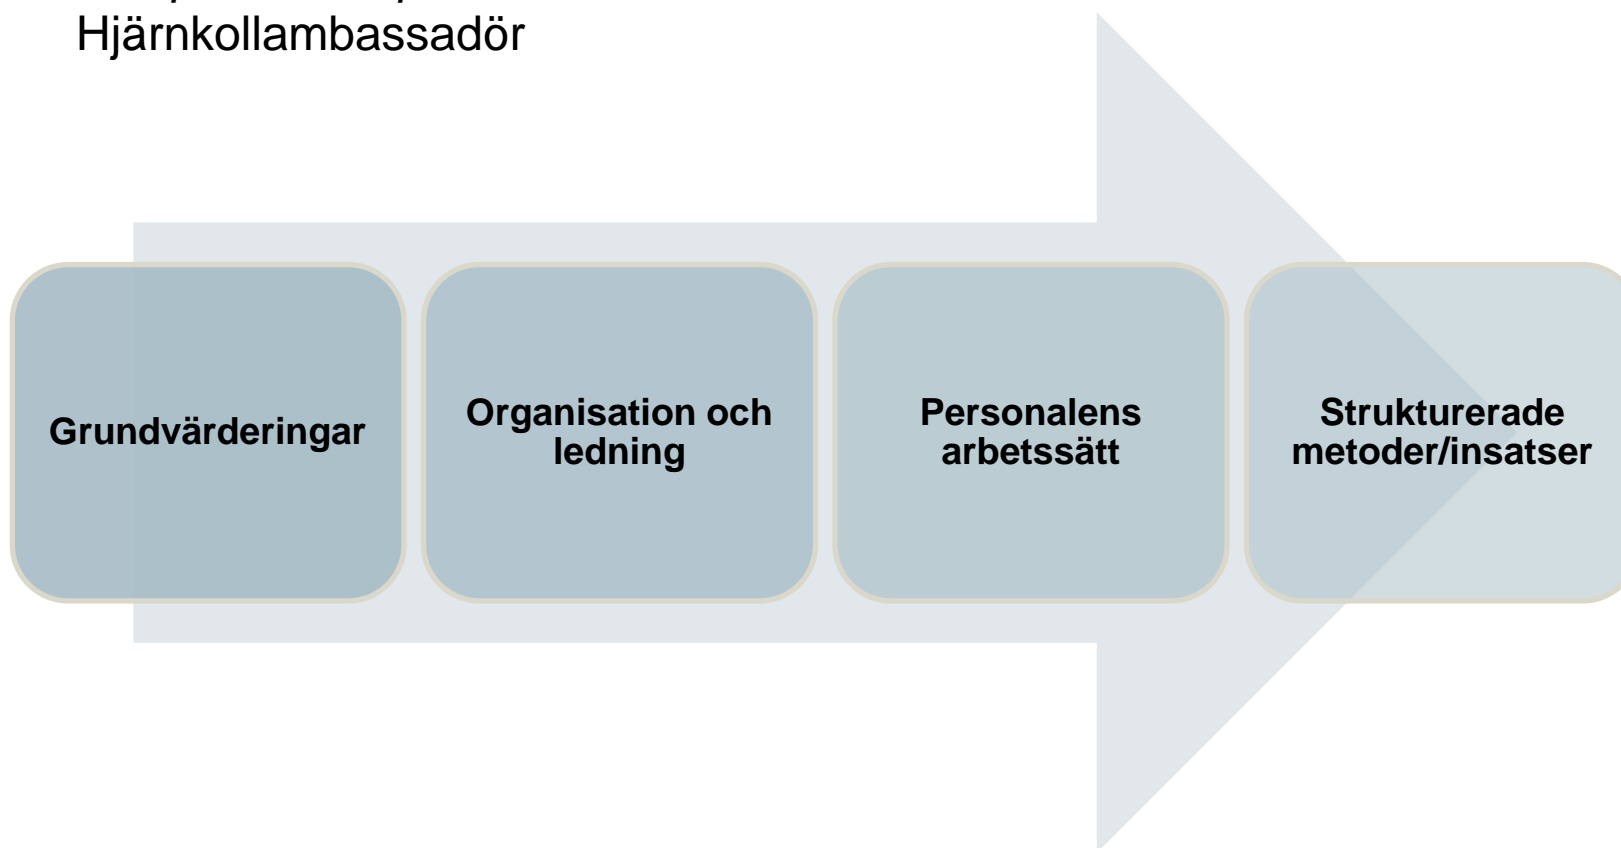 Hjärnkollambassadör
Grundvärderingar
Organisation och
ledning
Personalens
arbetssätt
Strukturerade
metoder/insatser